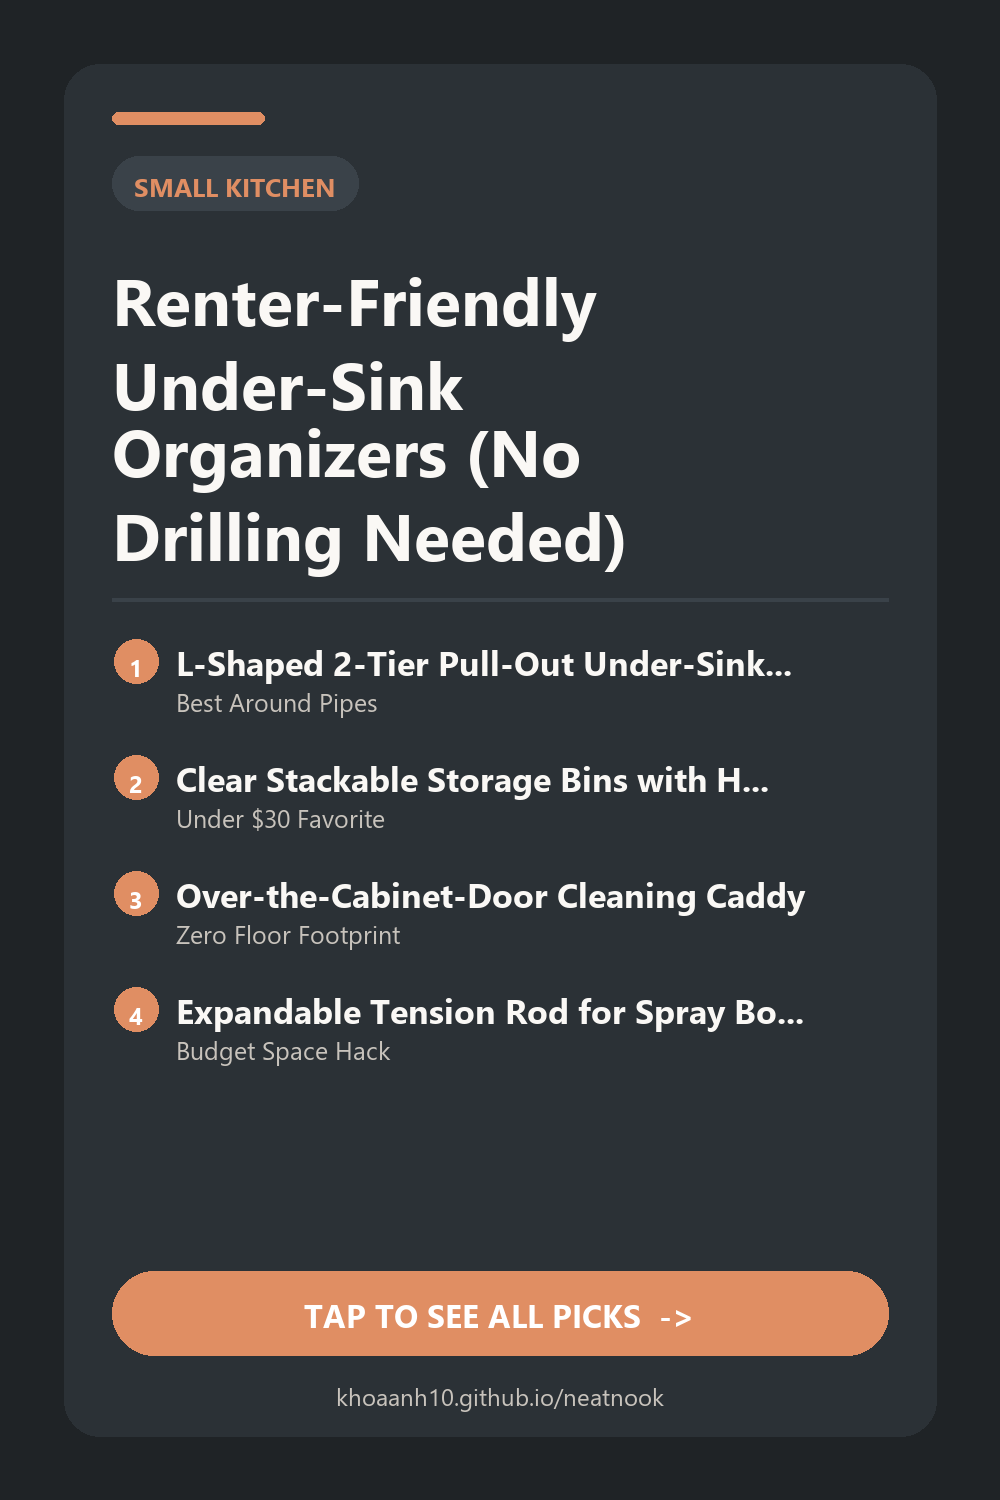 SMALL KITCHEN
Renter-Friendly
Under-Sink
Organizers (No
Drilling Needed)
1 L-Shaped 2-Tier Pull-Out Under-Sink...
Best Around Pipes
2 Clear Stackable Storage Bins with H...
Under $30 Favorite
3 Over-the-Cabinet-Door Cleaning Caddy
Zero Floor Footprint
4 Expandable Tension Rod for Spray Bo...
Budget Space Hack
TAP TO SEE ALL PICKS ->
khoaanh10.github.io/neatnook